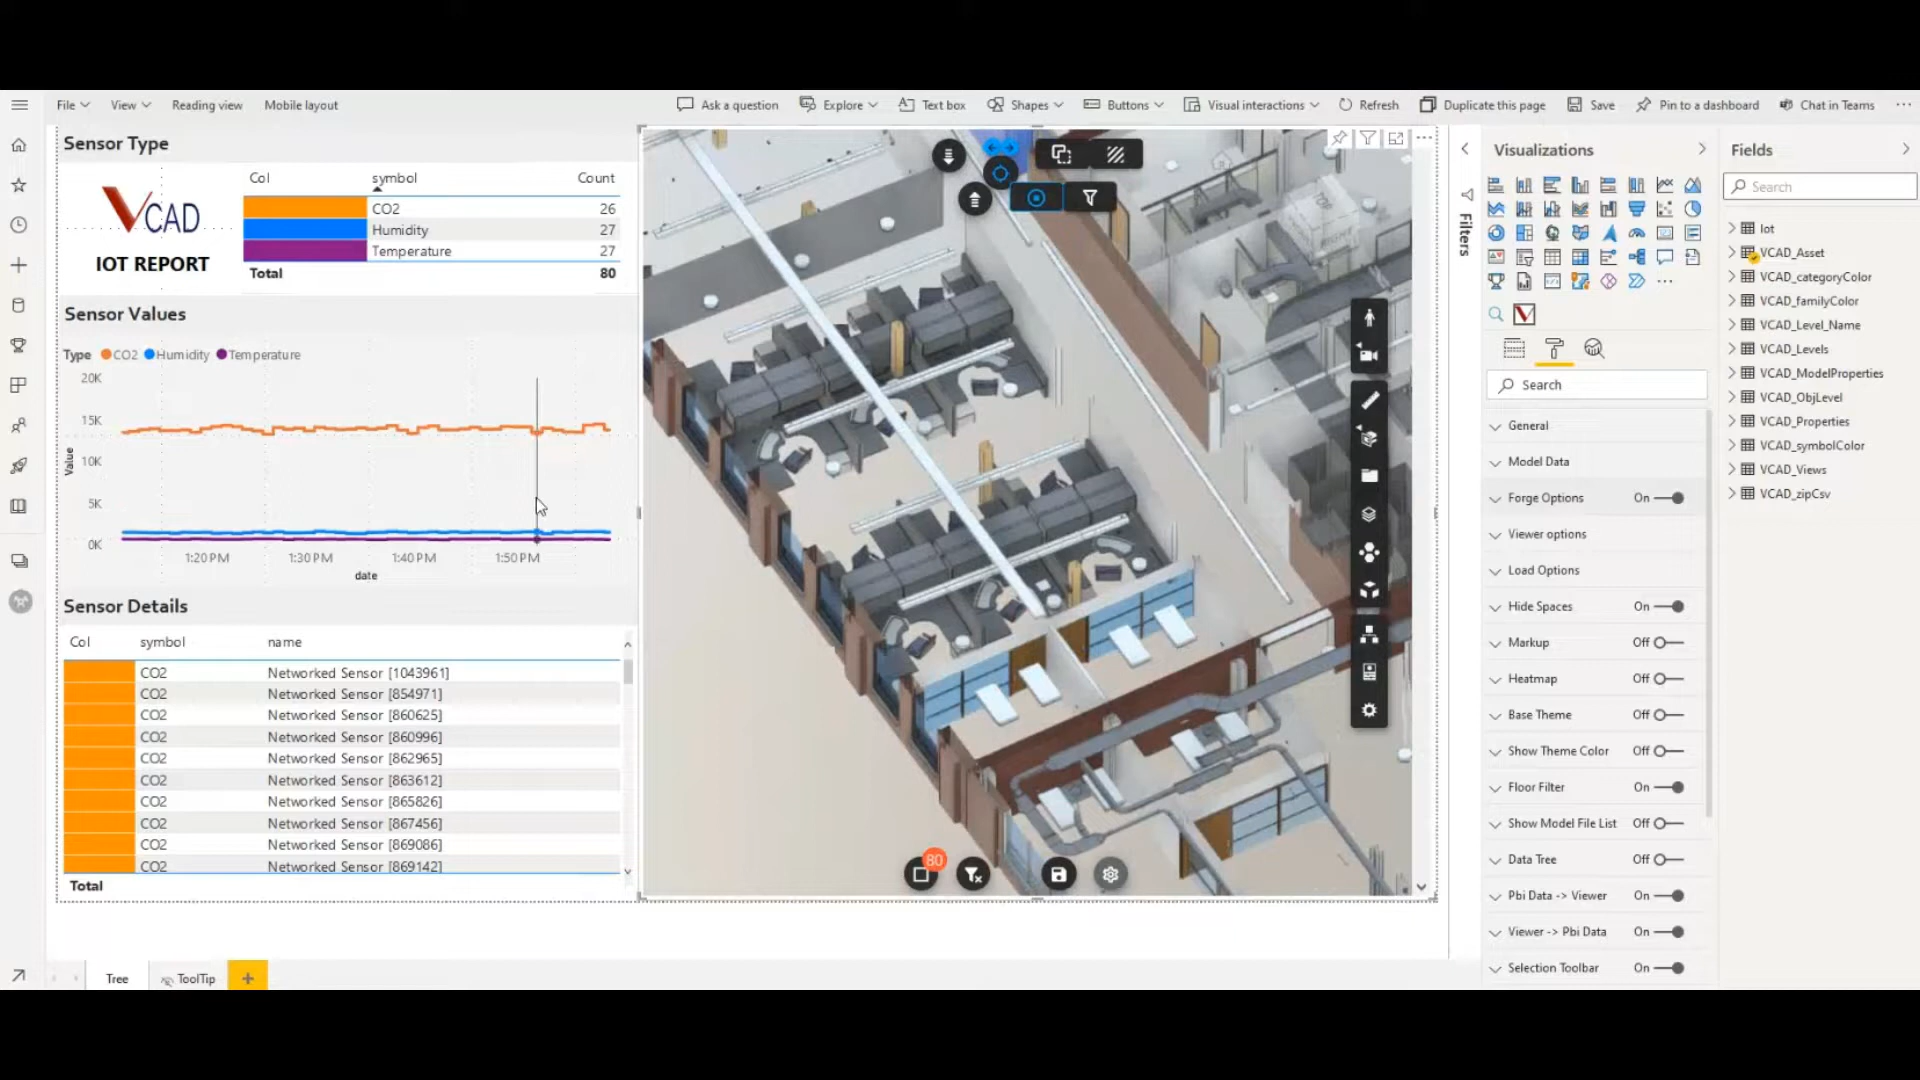 File View Reading view Mobile layout Ask a question Explore Text box Shapes Buttons Visual interactions Refresh Duplicate this page Save Pin to a dashboard Chat in Teams
Sensor Type
VCAD
IOT REPORT
Col symbol Count
CO2 26
Humidity 27
Temperature 27
Total 80
Sensor Values
Type CO2 Humidity Temperature
20K
15K
10K
5K
0K
Value
1:20 PM 1:30 PM 1:40 PM 1:50 PM
date
Sensor Details
Col symbol name
CO2 Networked Sensor [1043961]
CO2 Networked Sensor [854971]
CO2 Networked Sensor [860625]
CO2 Networked Sensor [860996]
CO2 Networked Sensor [862965]
CO2 Networked Sensor [863612]
CO2 Networked Sensor [865826]
CO2 Networked Sensor [867456]
CO2 Networked Sensor [869086]
CO2 Networked Sensor [869142]
Total
80
Tree ToolTip
Filters
Visualizations
Search
General
Model Data
Forge Options On
Viewer options
Load Options
Hide Spaces On
Markup Off
Heatmap Off
Base Theme Off
Show Theme Color Off
Floor Filter On
Show Model File List Off
Data Tree Off
Pbi Data -> Viewer On
Viewer -> Pbi Data On
Selection Toolbar On
Fields
Search
Iot
VCAD_Asset
VCAD_categoryColor
VCAD_familyColor
VCAD_Level_Name
VCAD_Levels
VCAD_ModelProperties
VCAD_ObjLevel
VCAD_Properties
VCAD_symbolColor
VCAD_Views
VCAD_zipCsv